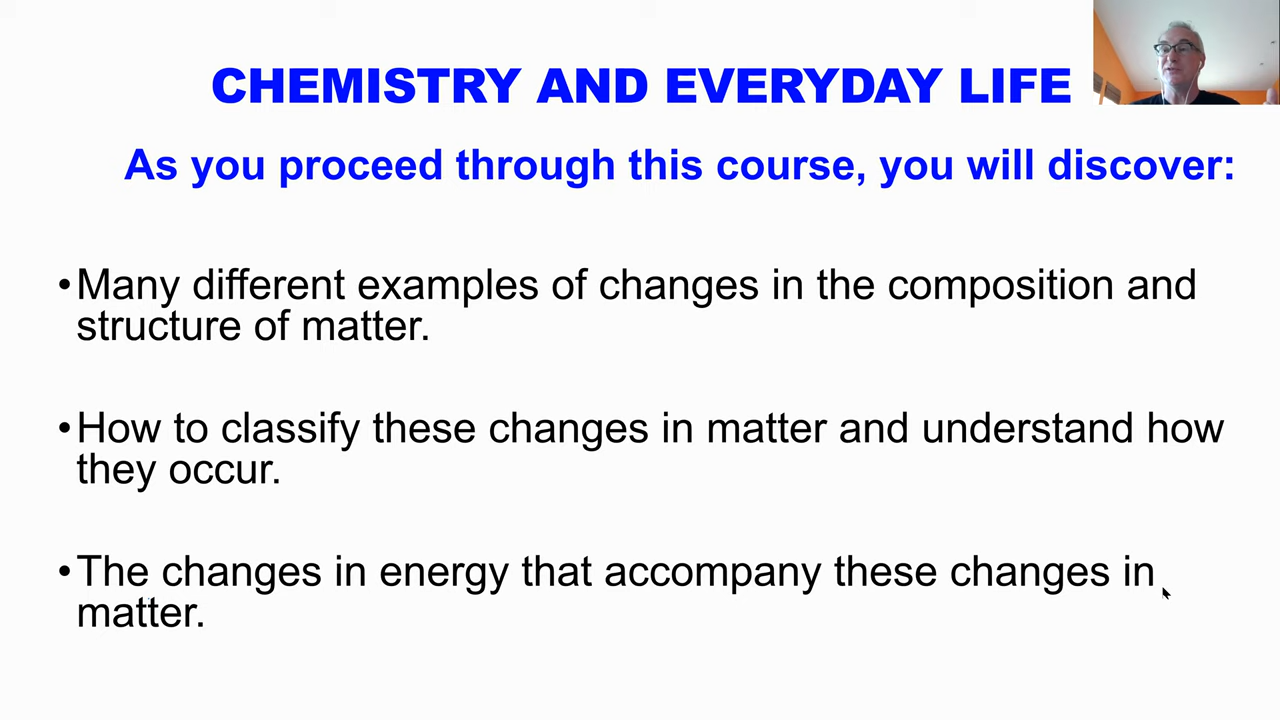 CHEMISTRY AND EVERYDAY LIFE
As you proceed through this course, you will discover:
•Many different examples of changes in the composition and
structure of matter.
•How to classify these changes in matter and understand how
they occur.
•The changes in energy that accompany these changes in
matter.